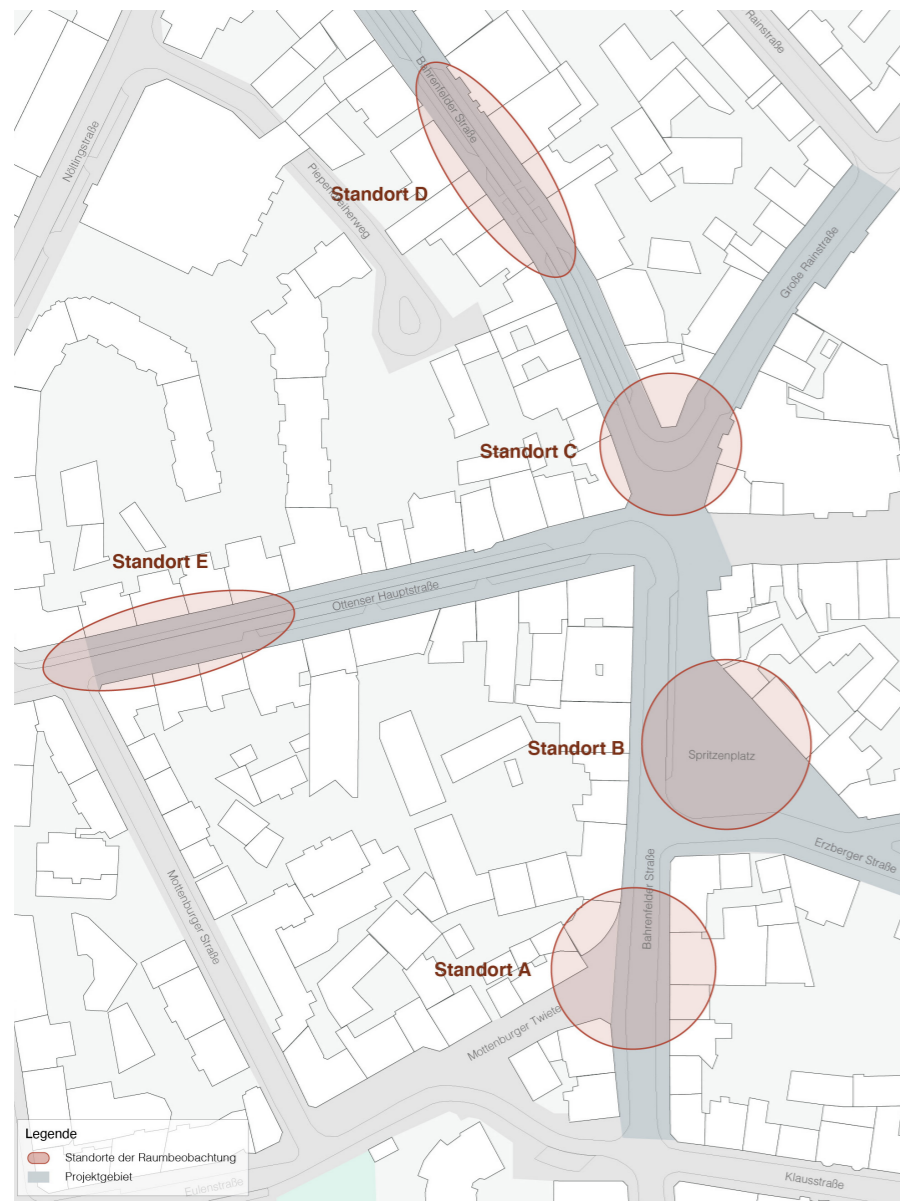 Rainstraße
Bahrenfelder Straße
Nöltingstraße
Piependreiherweg
Standort D
Große Rainstraße
Standort C
Standort E
Ottenser Hauptstraße
Standort B
Spritzenplatz
Erzberger Straße
Mottenburger Straße
Bahrenfelder Straße
Standort A
Mottenburger Twiete
Legende
Standorte der Raumbeobachtung
Projektgebiet
Eulenstraße
Klausstraße